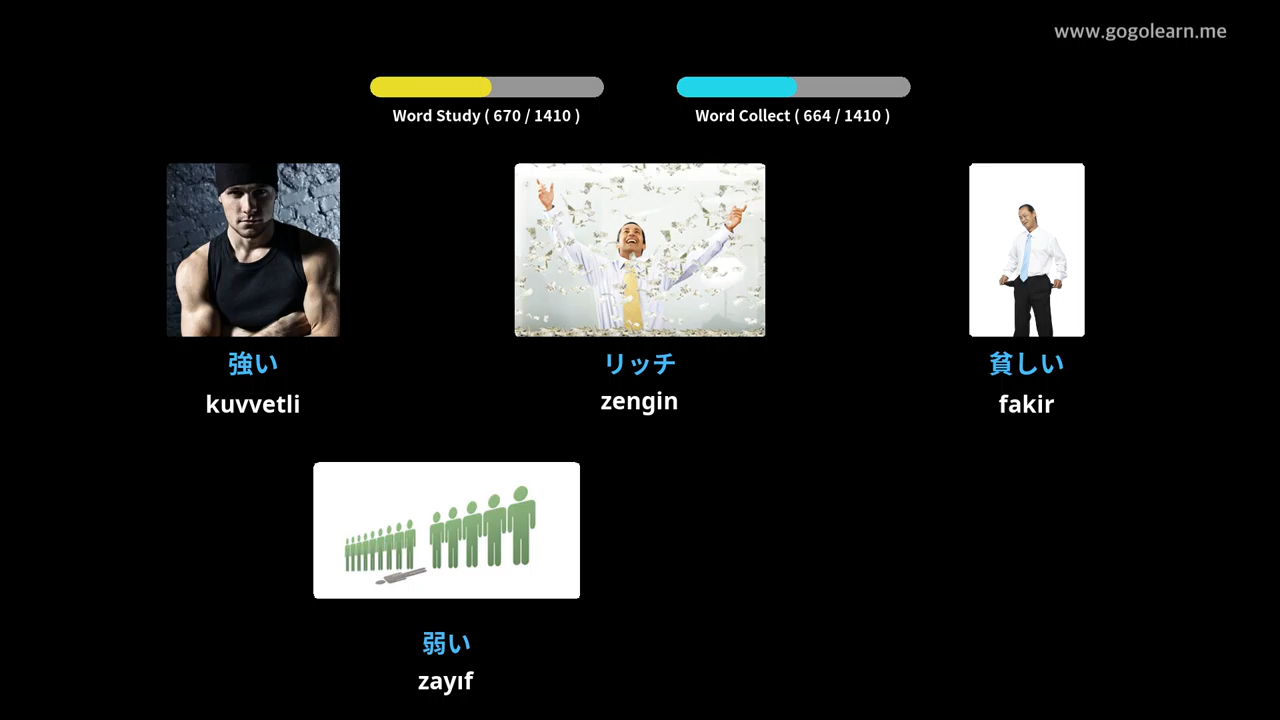 www.gogolearn.me
Word Study ( 670 / 1410 )
Word Collect ( 664 / 1410 )
強い
kuvvetli
リッチ
zengin
貧しい
fakir
弱い
zayıf